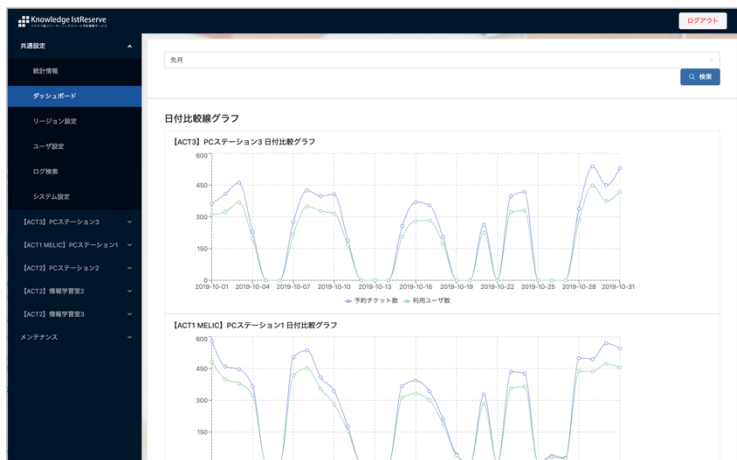 Knowledge IstReserve
ログアウト
共通設定
統計情報
ダッシュボード
リージョン設定
ユーザ設定
ログ検索
システム設定
【ACT3】PCステーション3
【ACT1 MELIC】PCステーション1
【ACT2】PCステーション2
【ACT2】情報学習室2
【ACT2】情報学習室3
メンテナンス
先月
検索
日付比較線グラフ
【ACT3】PCステーション3 日付比較グラフ
600
450
300
150
0
2019-10-01 2019-10-04 2019-10-07 2019-10-10 2019-10-13 2019-10-16 2019-10-19 2019-10-22 2019-10-25 2019-10-28 2019-10-31
予約チケット数 利用ユーザ数
【ACT1 MELIC】PCステーション1 日付比較グラフ
600
450
300
150